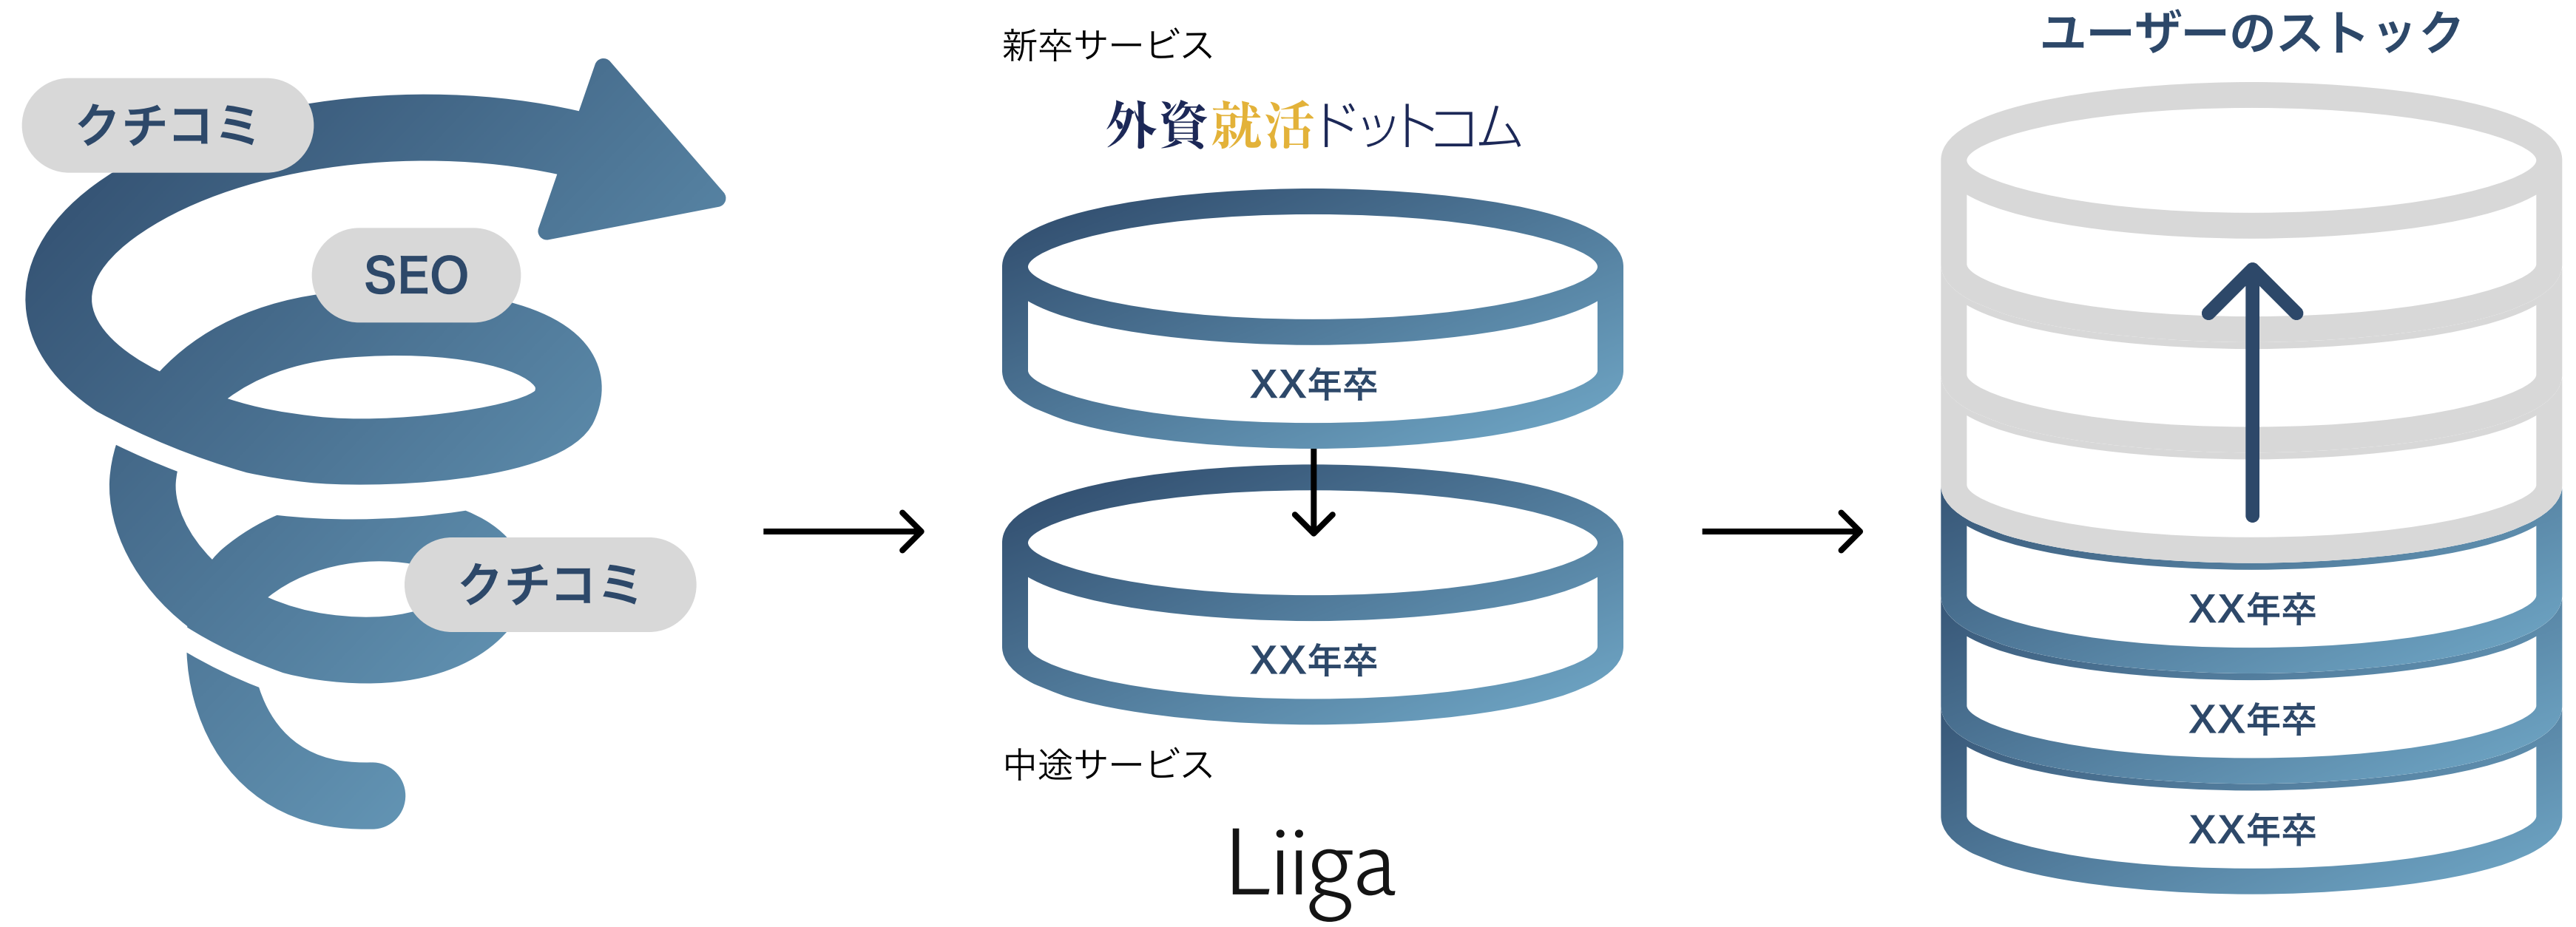 クチコミ
SEO
クチコミ
新卒サービス
外資就活ドットコム
XX年卒
XX年卒
中途サービス
Liiga
ユーザーのストック
XX年卒
XX年卒
XX年卒